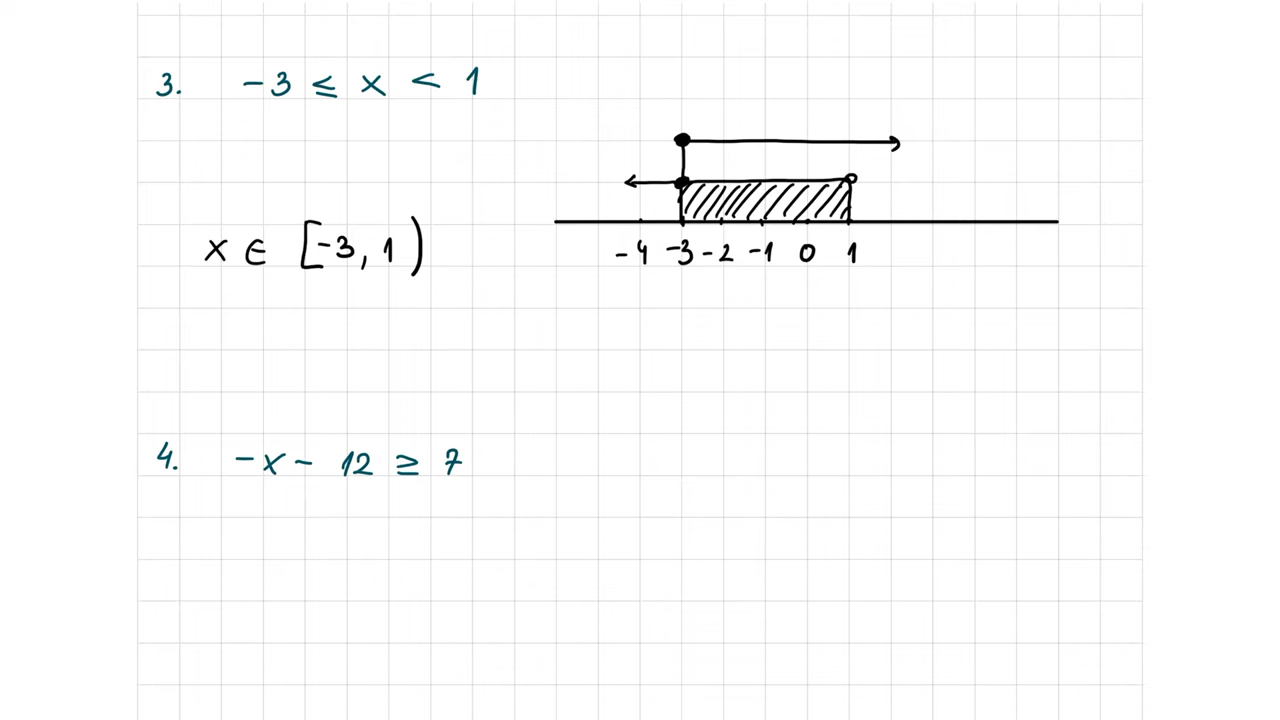 3. -3 ≤ x < 1
x ∈ [-3, 1)
-4 -3 -2 -1 0 1
4. -x - 12 ≥ 7